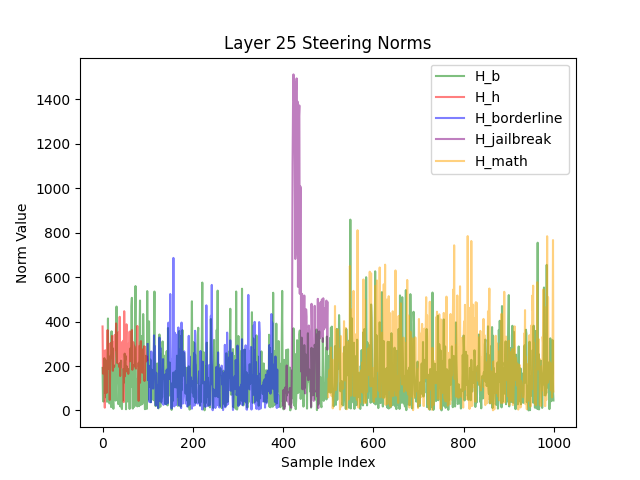 Layer 25 Steering Norms
H_b
H_h
H_borderline
H_jailbreak
H_math
1400
1200
1000
800
600
400
200
0
Norm Value
0 200 400 600 800 1000
Sample Index